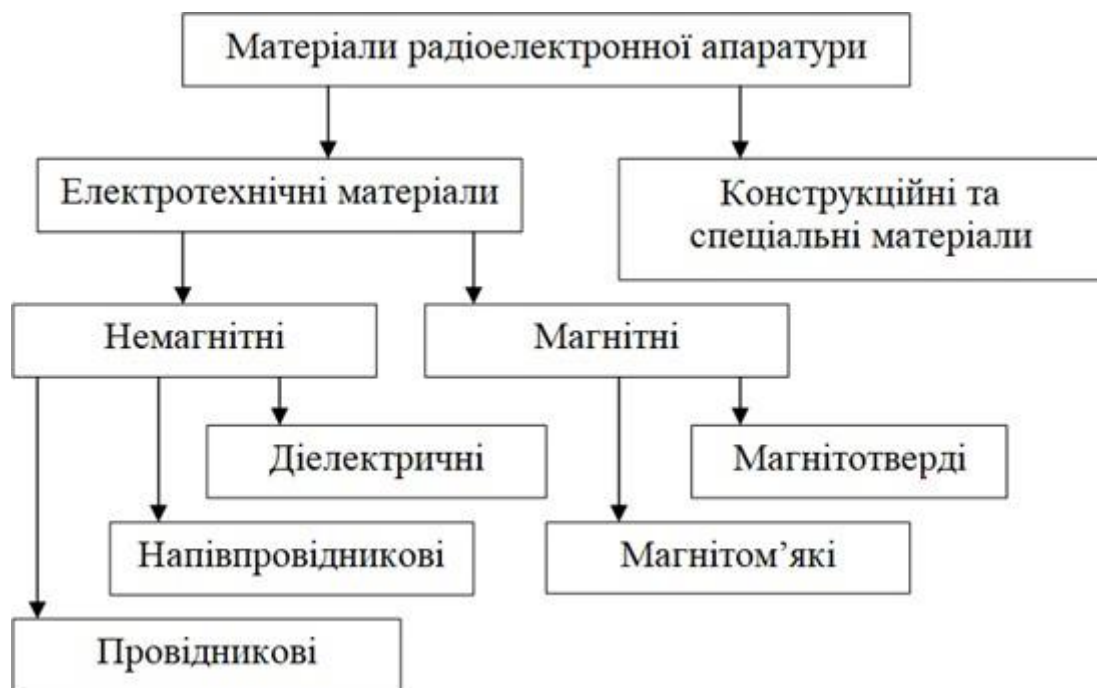 Матеріали радіоелектронної апаратури
Електротехнічні матеріали
Конструкційні та
спеціальні матеріали
Немагнітні
Магнітні
Діелектричні
Магнітотверді
Напівпровідникові
Магнітом’які
Провідникові